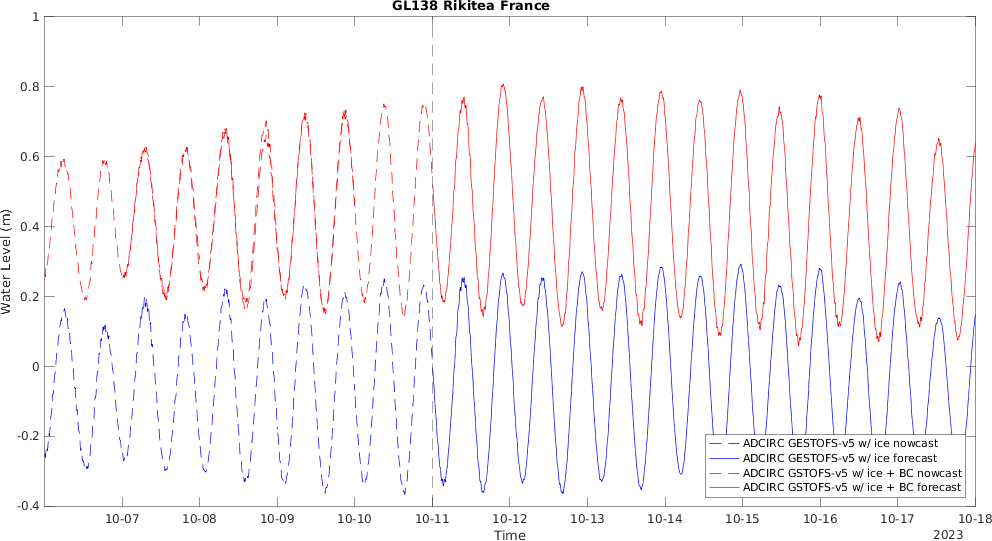 GL138 Rikitea France
Water Level (m)
1
0.8
0.6
0.4
0.2
0
-0.2
-0.4
ADCIRC GESTOFS-v5 w/ ice nowcast
ADCIRC GESTOFS-v5 w/ ice forecast
ADCIRC GSTOFS-v5 w/ ice + BC nowcast
ADCIRC GSTOFS-v5 w/ ice + BC forecast
10-07 10-08 10-09 10-10 10-11 10-12 10-13 10-14 10-15 10-16 10-17 10-18
Time
2023